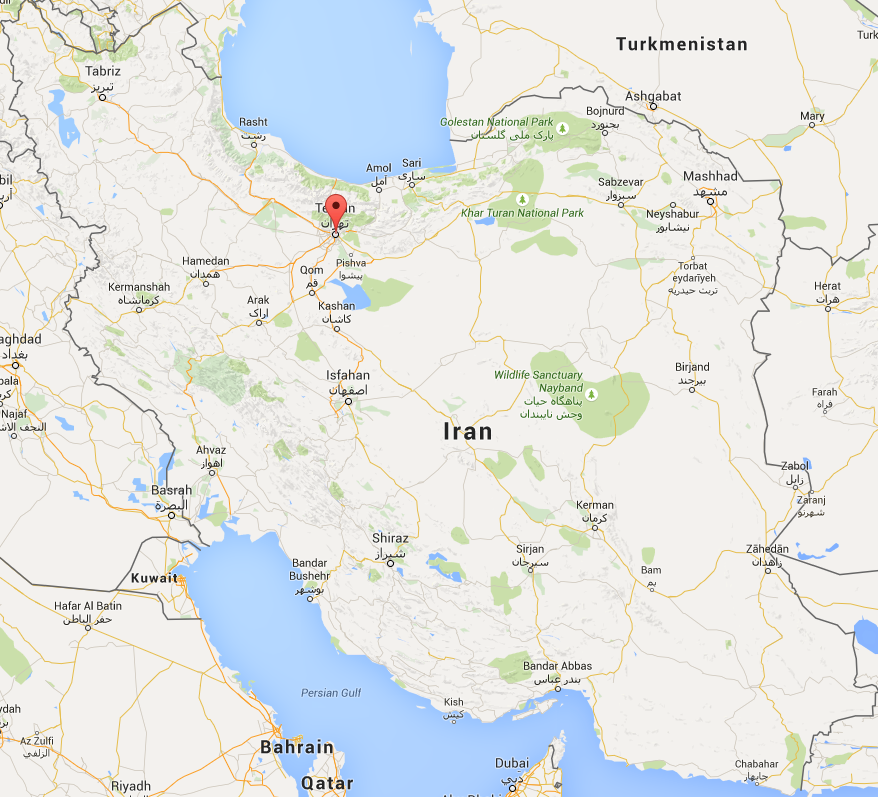 Turkmenistan
Turk
Tabriz
تبریز
Ashgabat
Bojnurd
بجنورد
Mary
Golestan National Park
پارک ملی گلستان
Rasht
رشت
Amol
آمل
Sari
ساری
Mashhad
مشهد
Sabzevar
سبزوار
bil
Neyshabur
نیشابور
Khar Turan National Park
تهران
Hamedan
همدان
Pishva
پیشوا
Qom
قم
Torbat
eydarīyeh
تربت حیدریه
Kermanshah
کرمانشاه
Herat
هرات
Arak
اراک
Kashan
کاشان
aghdad
بغداد
Isfahan
اصفهان
Birjand
بیرجند
Wildlife Sanctuary
Nayband
پناهگاه حیات
وحش نایبندان
bala
Farah
فراه
Najaf
النجف الاش
Iran
Ahvaz
اهواز
Zabol
زابل
Basrah
البصرة
Zaranj
Kerman
کرمان
Shiraz
شیراز
Sirjan
سیرجان
Zāhedān
زاهدان
Bandar
Bushehr
بوشهر
Bam
بم
Kuwait
Hafar Al Batin
حفر الباطن
Bandar Abbas
بندر عباس
Persian Gulf
Kish
کیش
ydah
Az Zulfi
الزلفي
Bahrain
Qatar
Riyadh
Dubai
دبي
Chabahar
چابهار